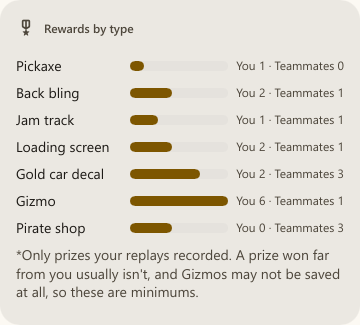 Rewards by type
Pickaxe You 1 · Teammates 0
Back bling You 2 · Teammates 1
Jam track You 1 · Teammates 1
Loading screen You 2 · Teammates 1
Gold car decal You 2 · Teammates 3
Gizmo You 6 · Teammates 1
Pirate shop You 0 · Teammates 3
*Only prizes your replays recorded. A prize won far
from you usually isn't, and Gizmos may not be saved
at all, so these are minimums.